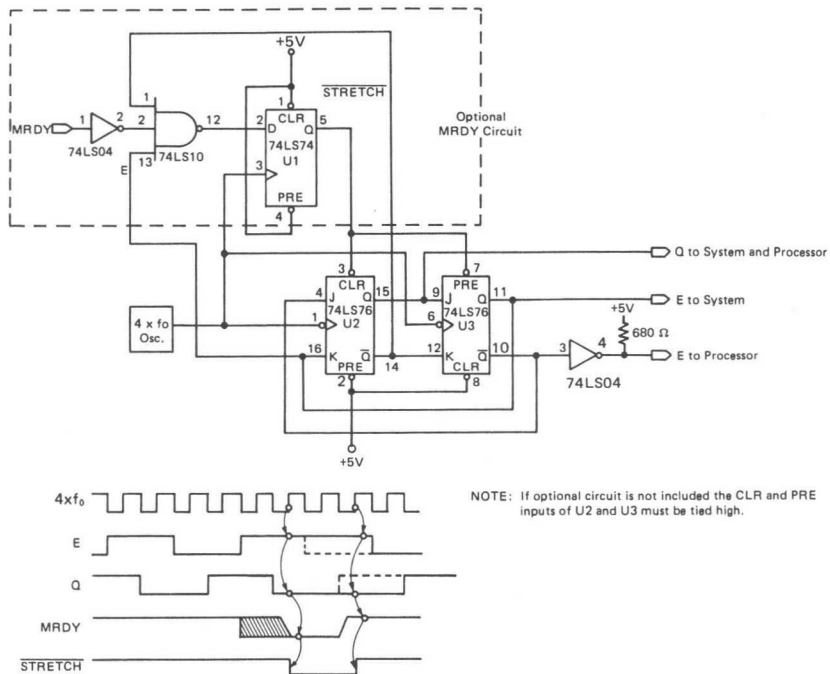 +5V
STRETCH
1
CLR
1
2
12
2
D
Q
5
MRDY
1
2
74LS04
74LS10
74LS74
U1
Optional
MRDY Circuit
13
E
3
PRE
4
3
7
Q to System and Processor
4
J
CLR
Q
15
9
J
PRE
Q
11
E to System
4 x fo
Osc.
1
74LS76
U2
6
74LS76
U3
+5V
680 Ω
16
K
Q
14
12
K
Q
10
3
4
E to Processor
PRE
2
CLR
8
74LS04
+5V
4xf₀
E
Q
MRDY
STRETCH
NOTE: If optional circuit is not included the CLR and PRE
inputs of U2 and U3 must be tied high.